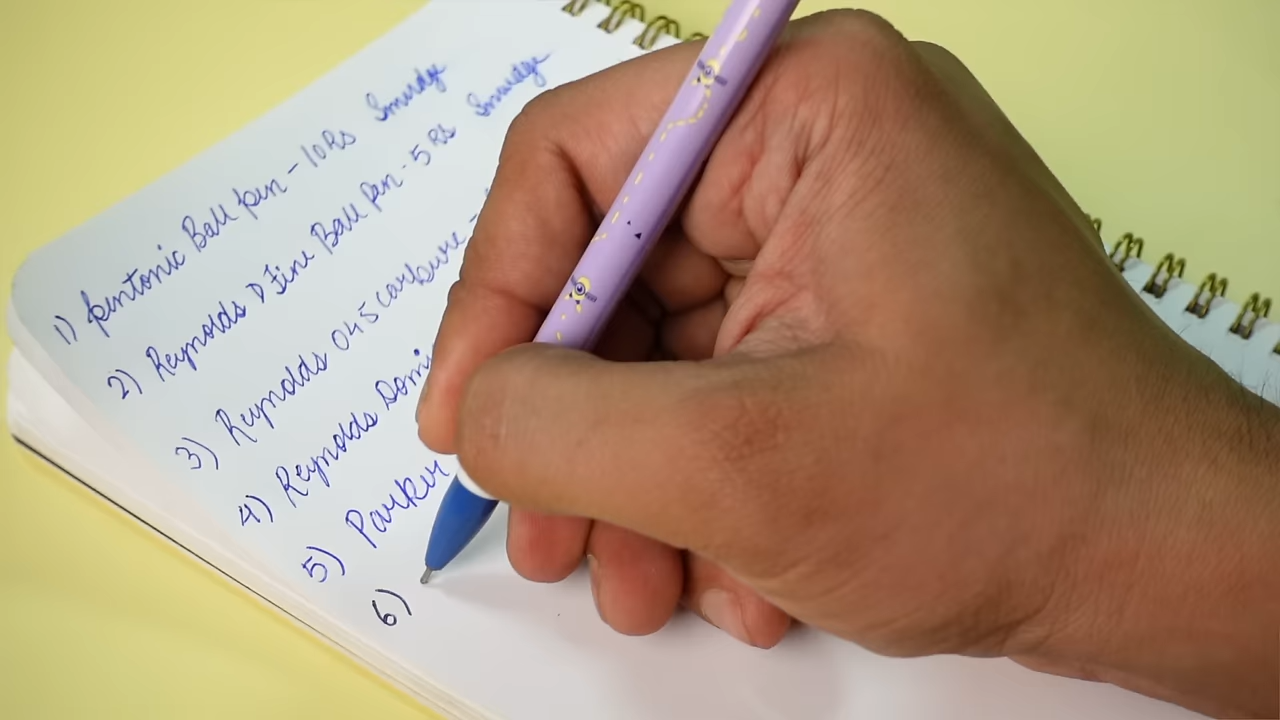 1) Pentonic Ball pen - 10Rs Smudge
2) Reynolds D Fine Ball Pen - 5 Rs Smudge
3) Reynolds 045 Carbure -
4) Reynolds
5) Parker
6)